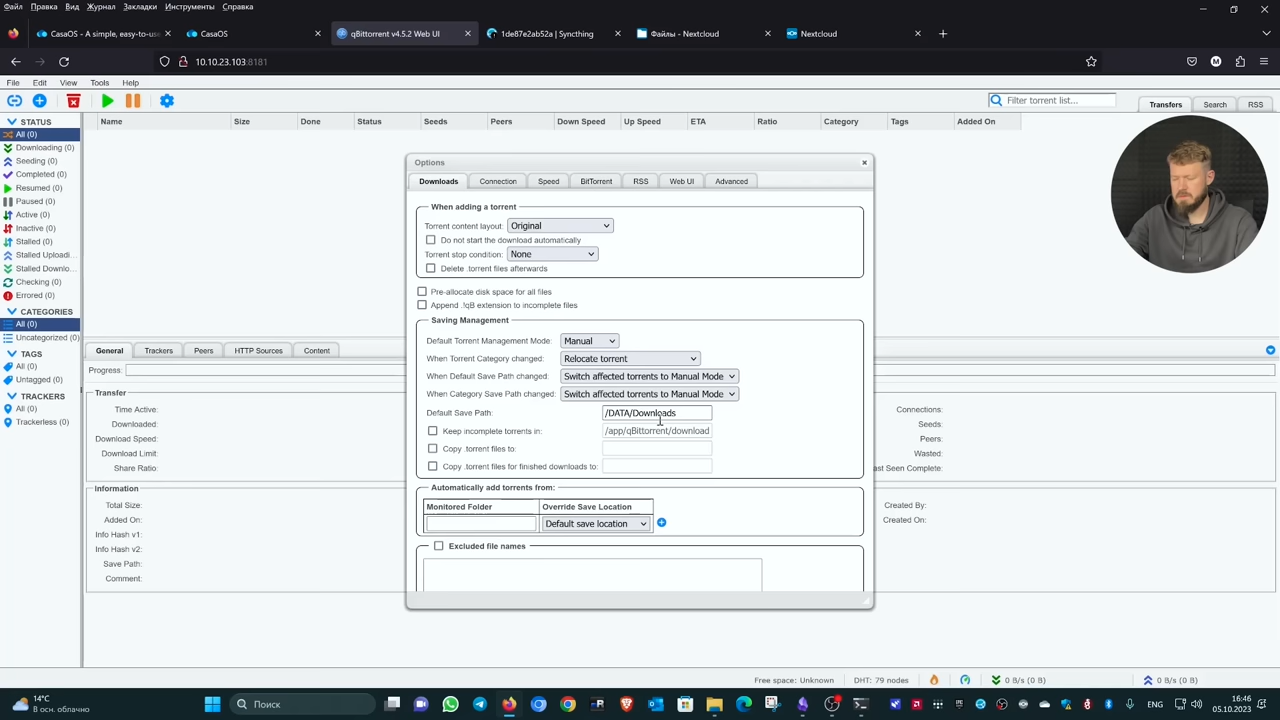 Файл Правка Вид Журнал Закладки Инструменты Справка
CasaOS - A simple, easy-to-use
CasaOS
qBittorrent v4.5.2 Web UI
1de87e2ab52a | Syncthing
Файлы - Nextcloud
Nextcloud
10.10.23.103:8181
File Edit View Tools Help
Filter torrent list...
Transfers Search RSS
STATUS
All (0)
Downloading (0)
Seeding (0)
Completed (0)
Resumed (0)
Paused (0)
Active (0)
Inactive (0)
Stalled (0)
Stalled Uploadi...
Stalled Downlo...
Checking (0)
Errored (0)
CATEGORIES
All (0)
Uncategorized (0)
TAGS
All (0)
Untagged (0)
TRACKERS
All (0)
Trackerless (0)
Name Size Done Status Seeds Peers Down Speed Up Speed ETA Ratio Category Tags Added On
Options
Downloads Connection Speed BitTorrent RSS Web UI Advanced
When adding a torrent
Torrent content layout: Original
Do not start the download automatically
Torrent stop condition: None
Delete .torrent files afterwards
Pre-allocate disk space for all files
Append .!qB extension to incomplete files
Saving Management
Default Torrent Management Mode: Manual
When Torrent Category changed: Relocate torrent
When Default Save Path changed: Switch affected torrents to Manual Mode
When Category Save Path changed: Switch affected torrents to Manual Mode
Default Save Path: /DATA/Downloads
Keep incomplete torrents in: /app/qBittorrent/download
Copy .torrent files to:
Copy .torrent files for finished downloads to:
Automatically add torrents from:
Monitored Folder Override Save Location
Default save location
Excluded file names
General Trackers Peers HTTP Sources Content
Progress:
Transfer
Time Active:
Downloaded:
Download Speed:
Download Limit:
Share Ratio:
Connections:
Seeds:
Peers:
Wasted:
ast Seen Complete:
Information
Total Size:
Added On:
Info Hash v1:
Info Hash v2:
Save Path:
Comment:
Created By:
Created On:
Free space: Unknown DHT: 79 nodes 0 B/s (0 B) 0 B/s (0 B)
14°C
В осн. облачно
Поиск
ENG
16:46
05.10.2023